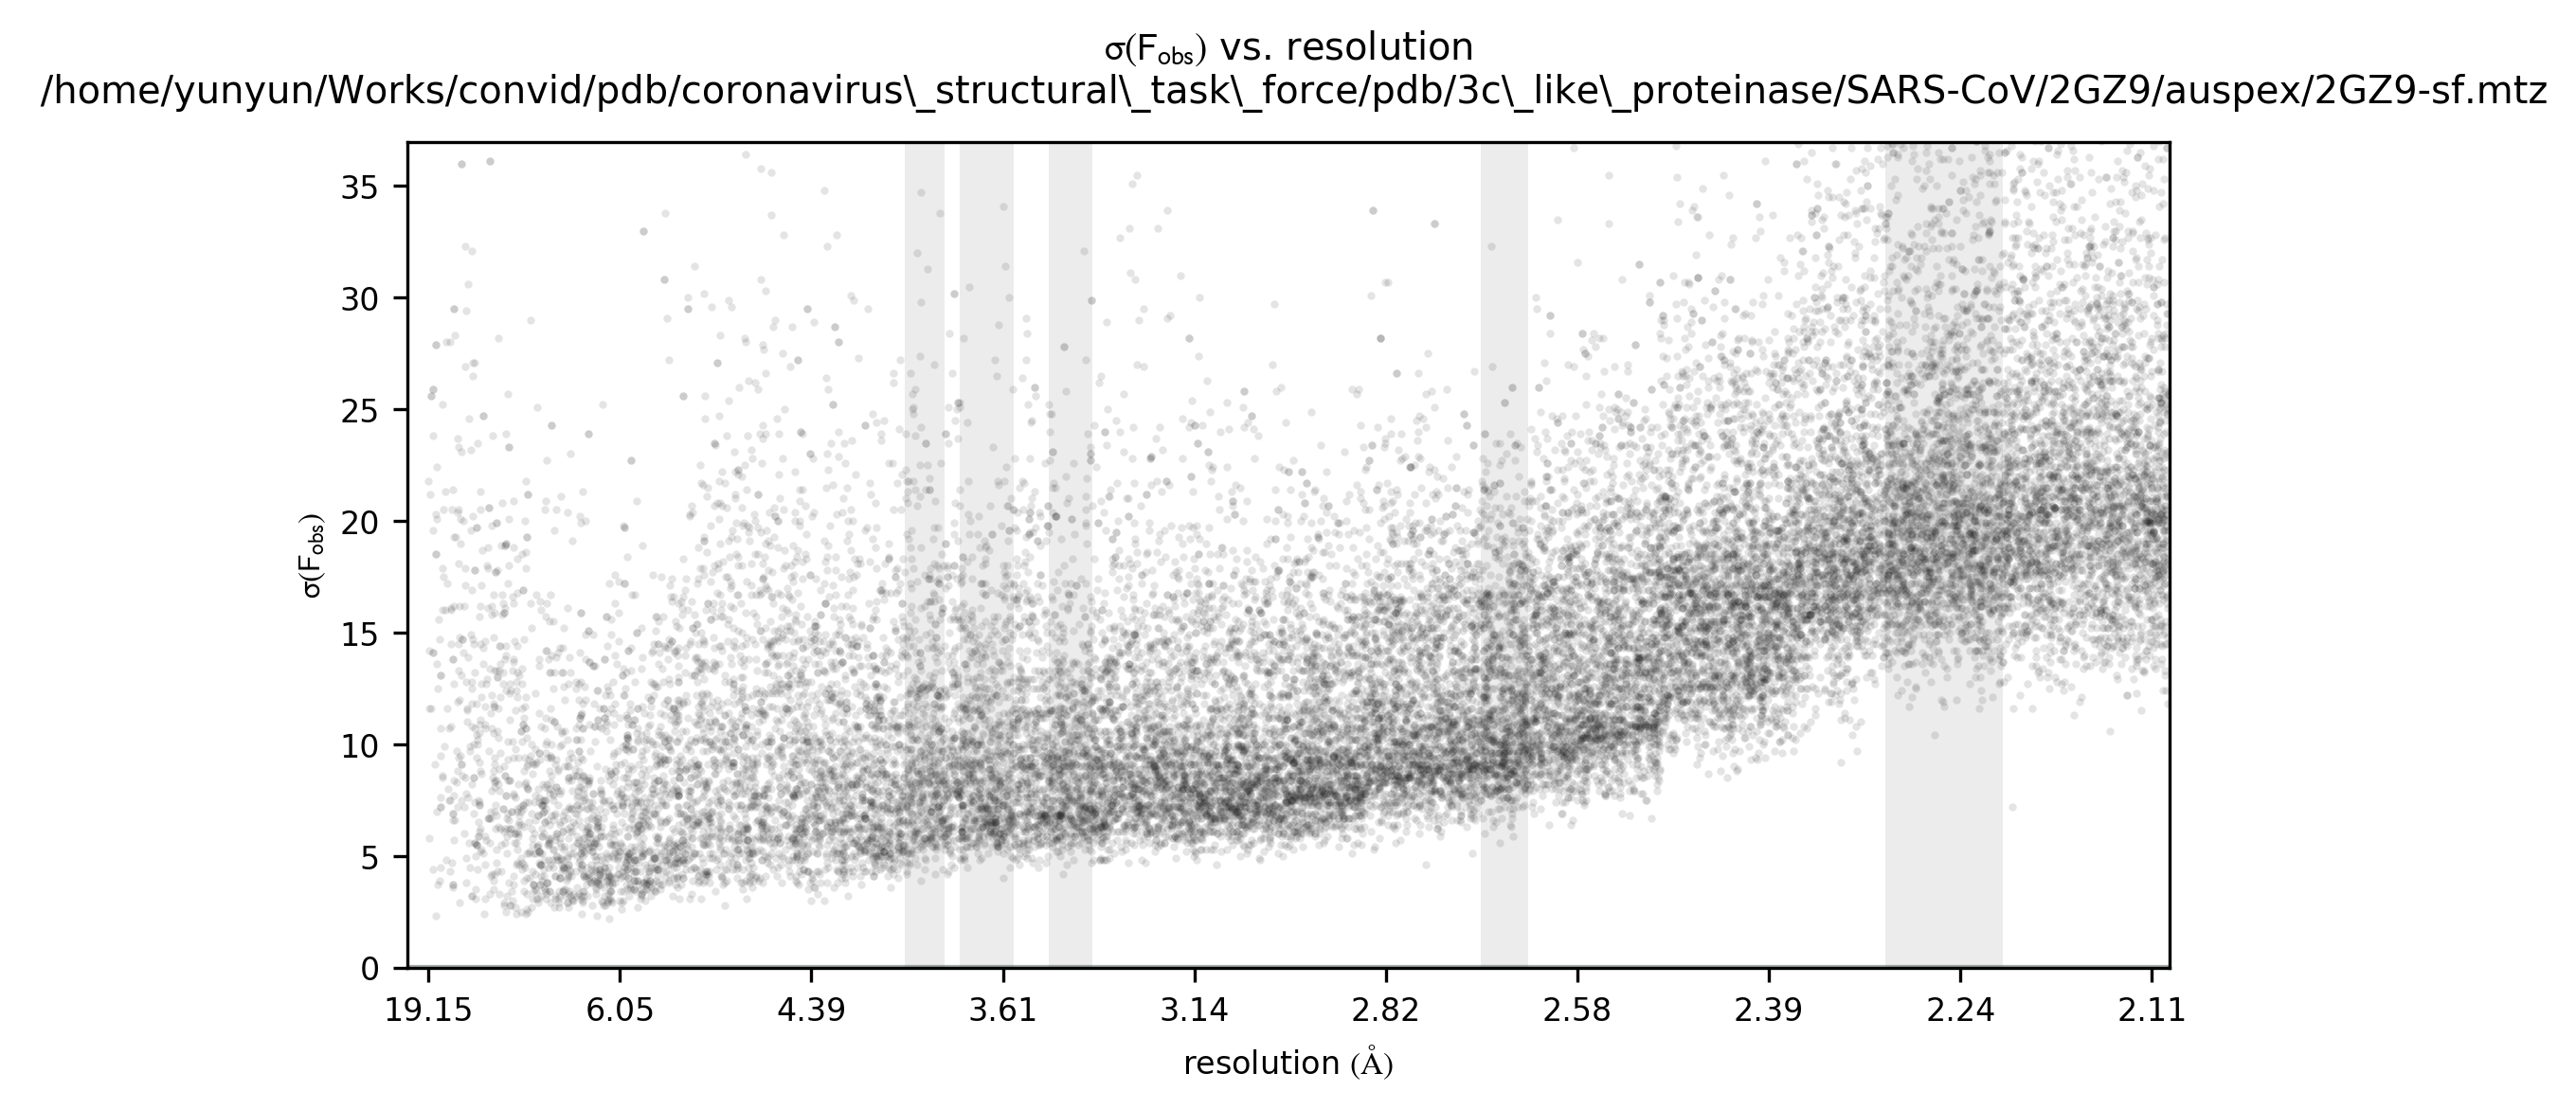 σ(Fobs) vs. resolution
/home/yunyun/Works/convid/pdb/coronavirus\_structural\_task\_force/pdb/3c\_like\_proteinase/SARS-CoV/2GZ9/auspex/2GZ9-sf.mtz
35
30
25
20
15
10
5
0
σ(Fobs)
19.15 6.05 4.39 3.61 3.14 2.82 2.58 2.39 2.24 2.11
resolution (Å)